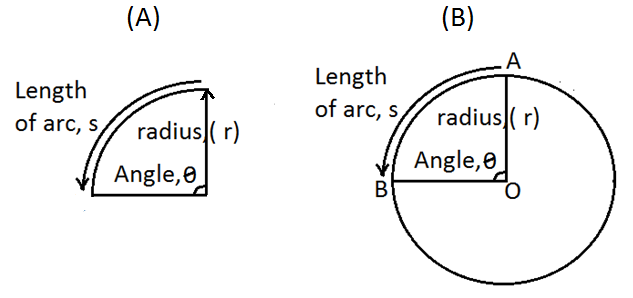 (A)
Length
of arc, s
radius,( r)
Angle,θ
(B)
A
Length
of arc, s
radius,( r)
Angle,θ
B
O